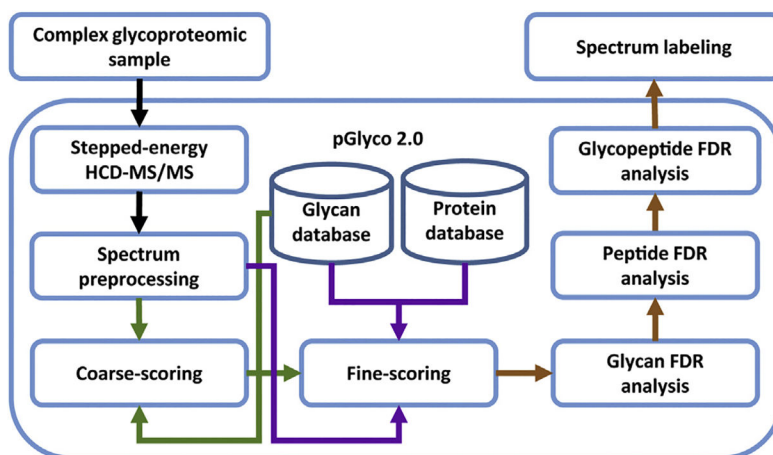 Complex glycoproteomic
sample
Spectrum labeling
Stepped-energy
HCD-MS/MS
pGlyco 2.0
Glycopeptide FDR
analysis
Glycan
database
Protein
database
Spectrum
preprocessing
Peptide FDR
analysis
Coarse-scoring
Fine-scoring
Glycan FDR
analysis